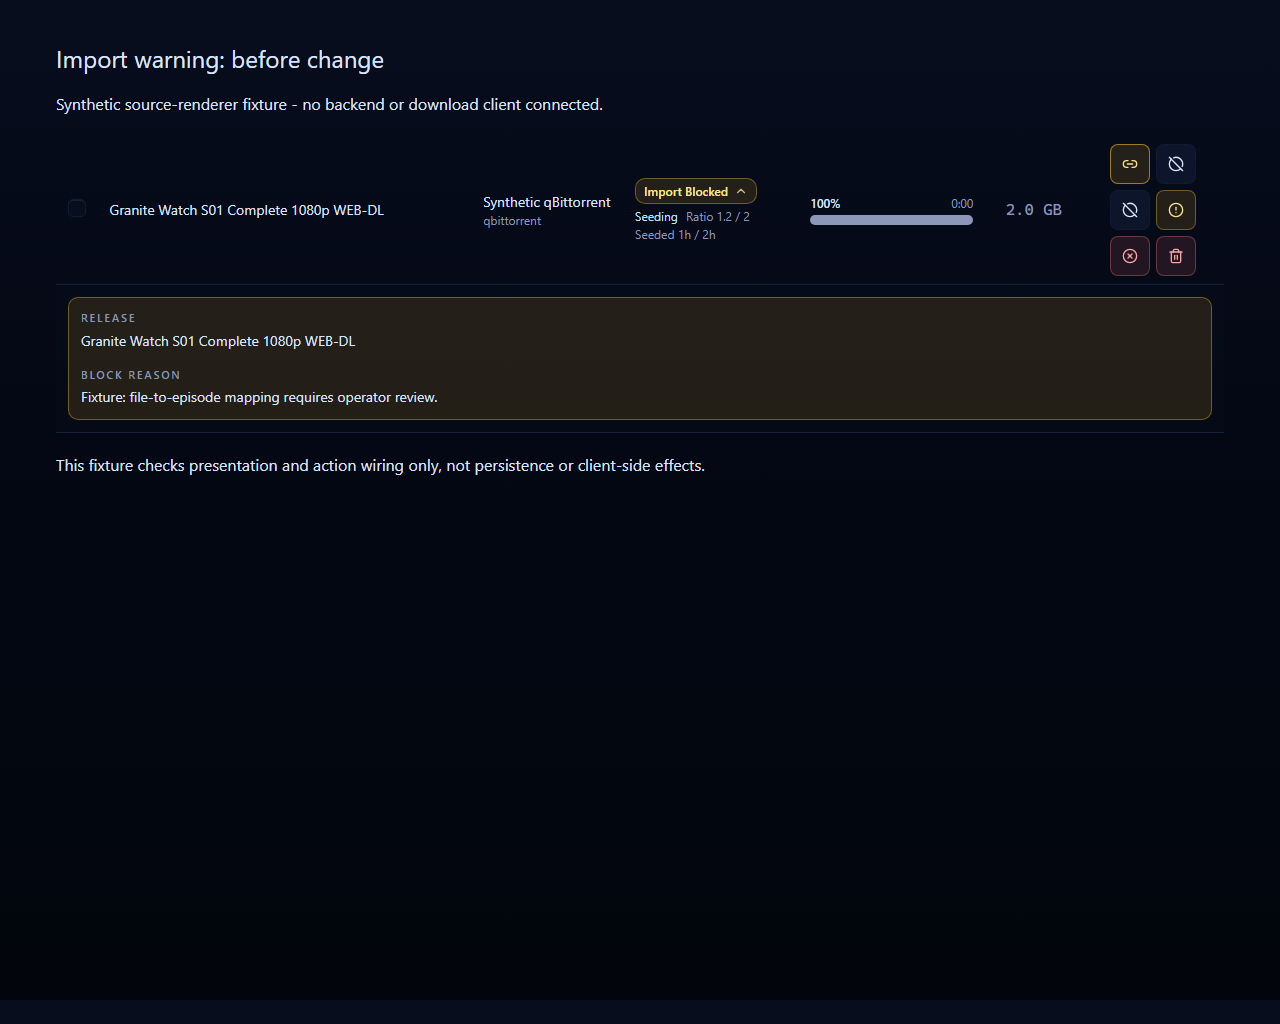 Import warning: before change
Synthetic source-renderer fixture - no backend or download client connected.
Granite Watch S01 Complete 1080p WEB-DL
Synthetic qBittorrent
qbittorrent
Import Blocked
Seeding Ratio 1.2 / 2
Seeded 1h / 2h
100% 0:00
2.0 GB
RELEASE
Granite Watch S01 Complete 1080p WEB-DL
BLOCK REASON
Fixture: file-to-episode mapping requires operator review.
This fixture checks presentation and action wiring only, not persistence or client-side effects.